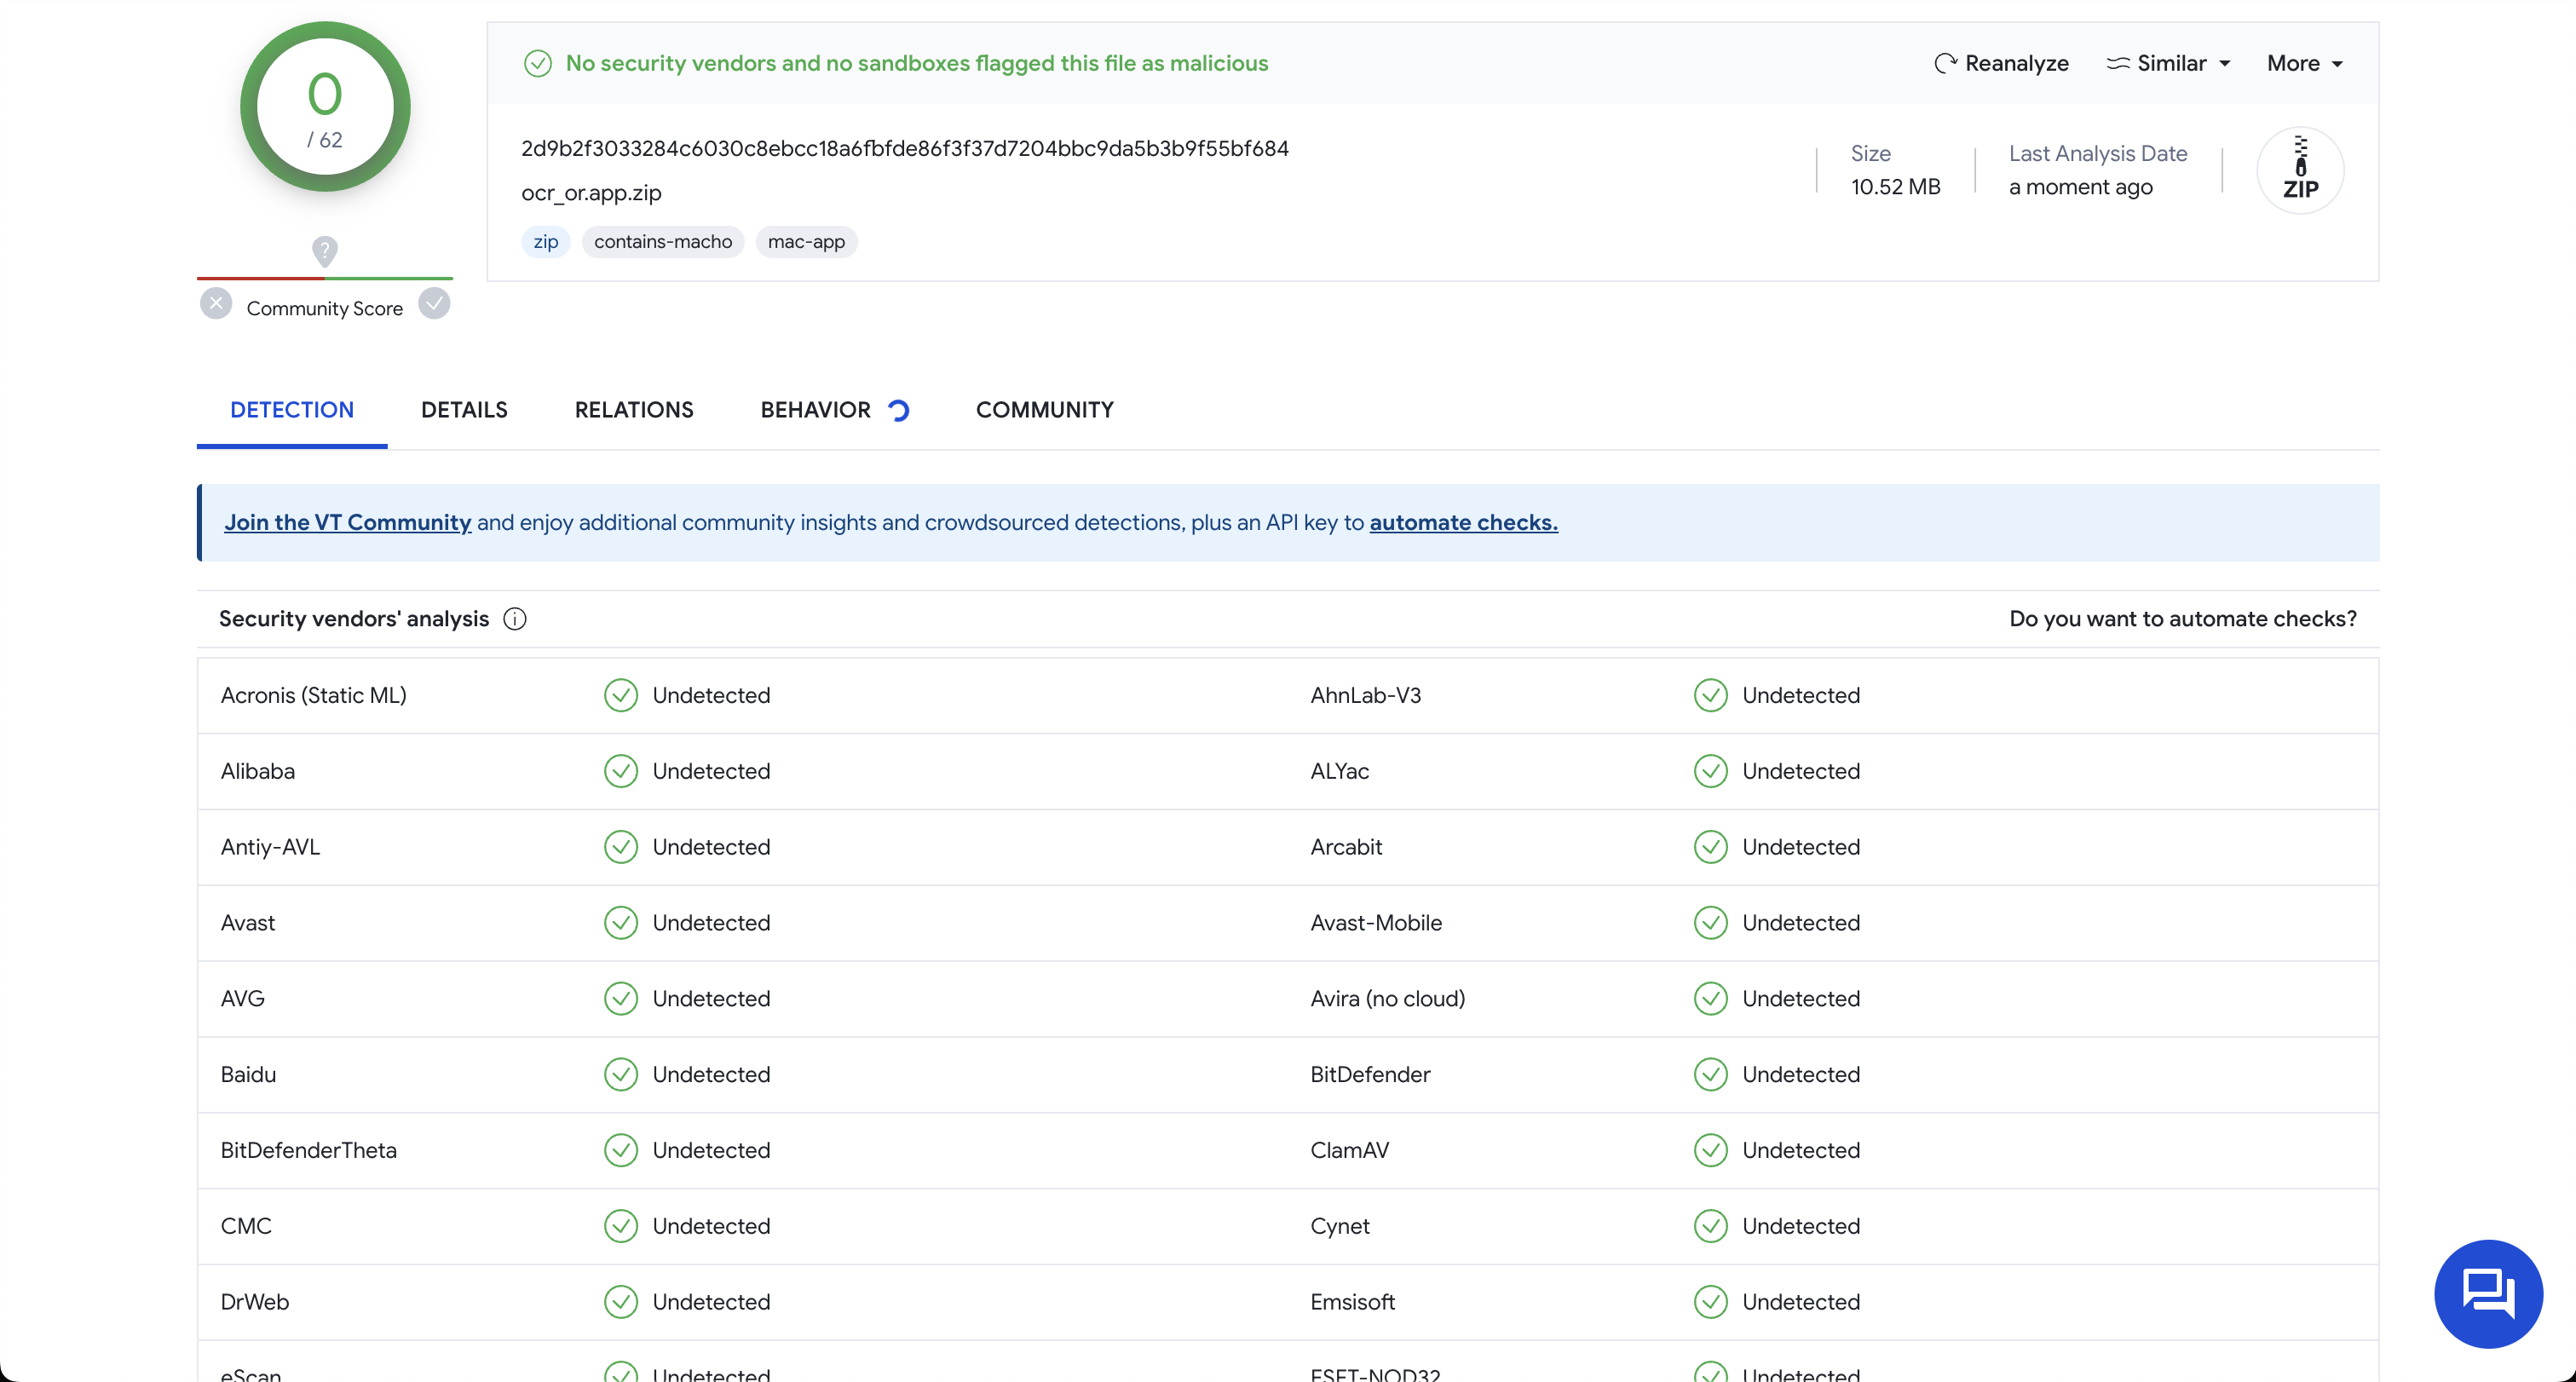 0
/ 62
Community Score
No security vendors and no sandboxes flagged this file as malicious
Reanalyze
Similar
More
2d9b2f3033284c6030c8ebcc18a6fbfde86f3f37d7204bbc9da5b3b9f55bf684
ocr_or.app.zip
zip contains-macho mac-app
Size
10.52 MB
Last Analysis Date
a moment ago
ZIP
DETECTION DETAILS RELATIONS BEHAVIOR COMMUNITY
Join the VT Community and enjoy additional community insights and crowdsourced detections, plus an API key to automate checks.
Security vendors' analysis Do you want to automate checks?
Acronis (Static ML) Undetected AhnLab-V3 Undetected
Alibaba Undetected ALYac Undetected
Antiy-AVL Undetected Arcabit Undetected
Avast Undetected Avast-Mobile Undetected
AVG Undetected Avira (no cloud) Undetected
Baidu Undetected BitDefender Undetected
BitDefenderTheta Undetected ClamAV Undetected
CMC Undetected Cynet Undetected
DrWeb Undetected Emsisoft Undetected
eScan Undetected ESET-NOD32 Undetected